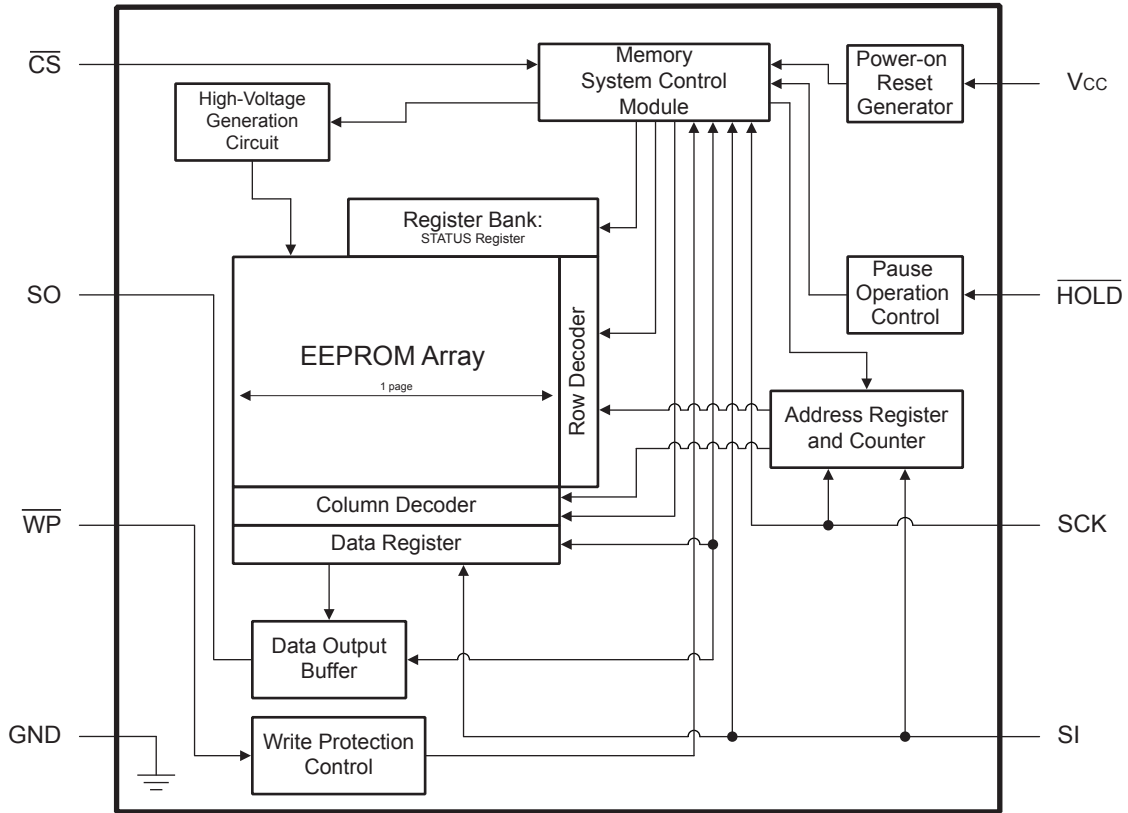 CS
Memory
System Control
Module
Power-on
Reset
Generator
VCC
High-Voltage
Generation
Circuit
Register Bank:
STATUS Register
SO
Pause
Operation
Control
HOLD
EEPROM Array
1 page
Row Decoder
Address Register
and Counter
Column Decoder
WP
SCK
Data Register
Data Output
Buffer
GND
Write Protection
Control
SI